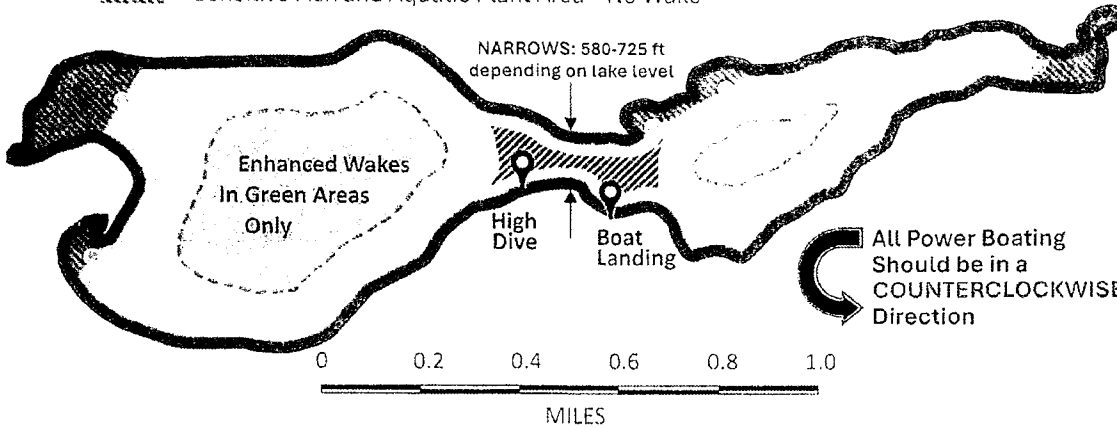 Sensitive Fish and Aquatic Plant Area - No Wake
NARROWS: 580-725 ft
depending on lake level
Enhanced Wakes
In Green Areas
Only
High
Dive
Boat
Landing
All Power Boating
Should be in a
COUNTERCLOCKWISE
Direction
0 0.2 0.4 0.6 0.8 1.0
MILES